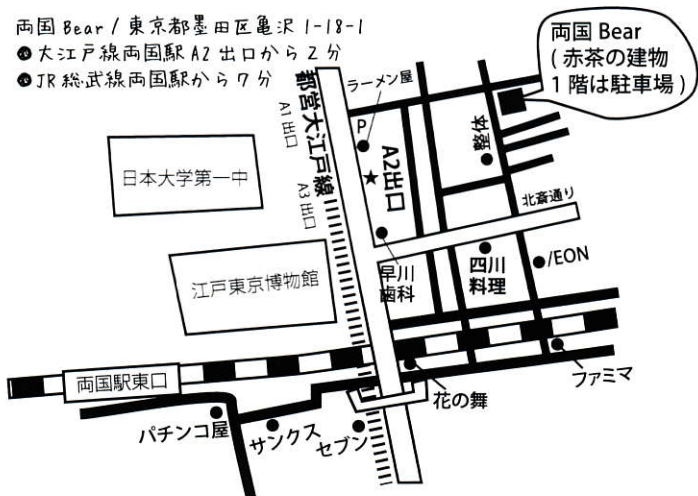 両国 Bear / 東京都墨田区亀沢 1-18-1
大江戸線両国駅 A2 出口から 2 分
JR 総武線両国駅から 7 分
両国 Bear
( 赤茶の建物
1 階は駐車場 )
ラーメン屋
P
都営大江戸線
A1 出口
A2出口
A3 出口
整体
日本大学第一中
北斎通り
早川
歯科
四川
料理
/EON
江戸東京博物館
両国駅東口
花の舞
ファミマ
パチンコ屋
サンクス
セブン